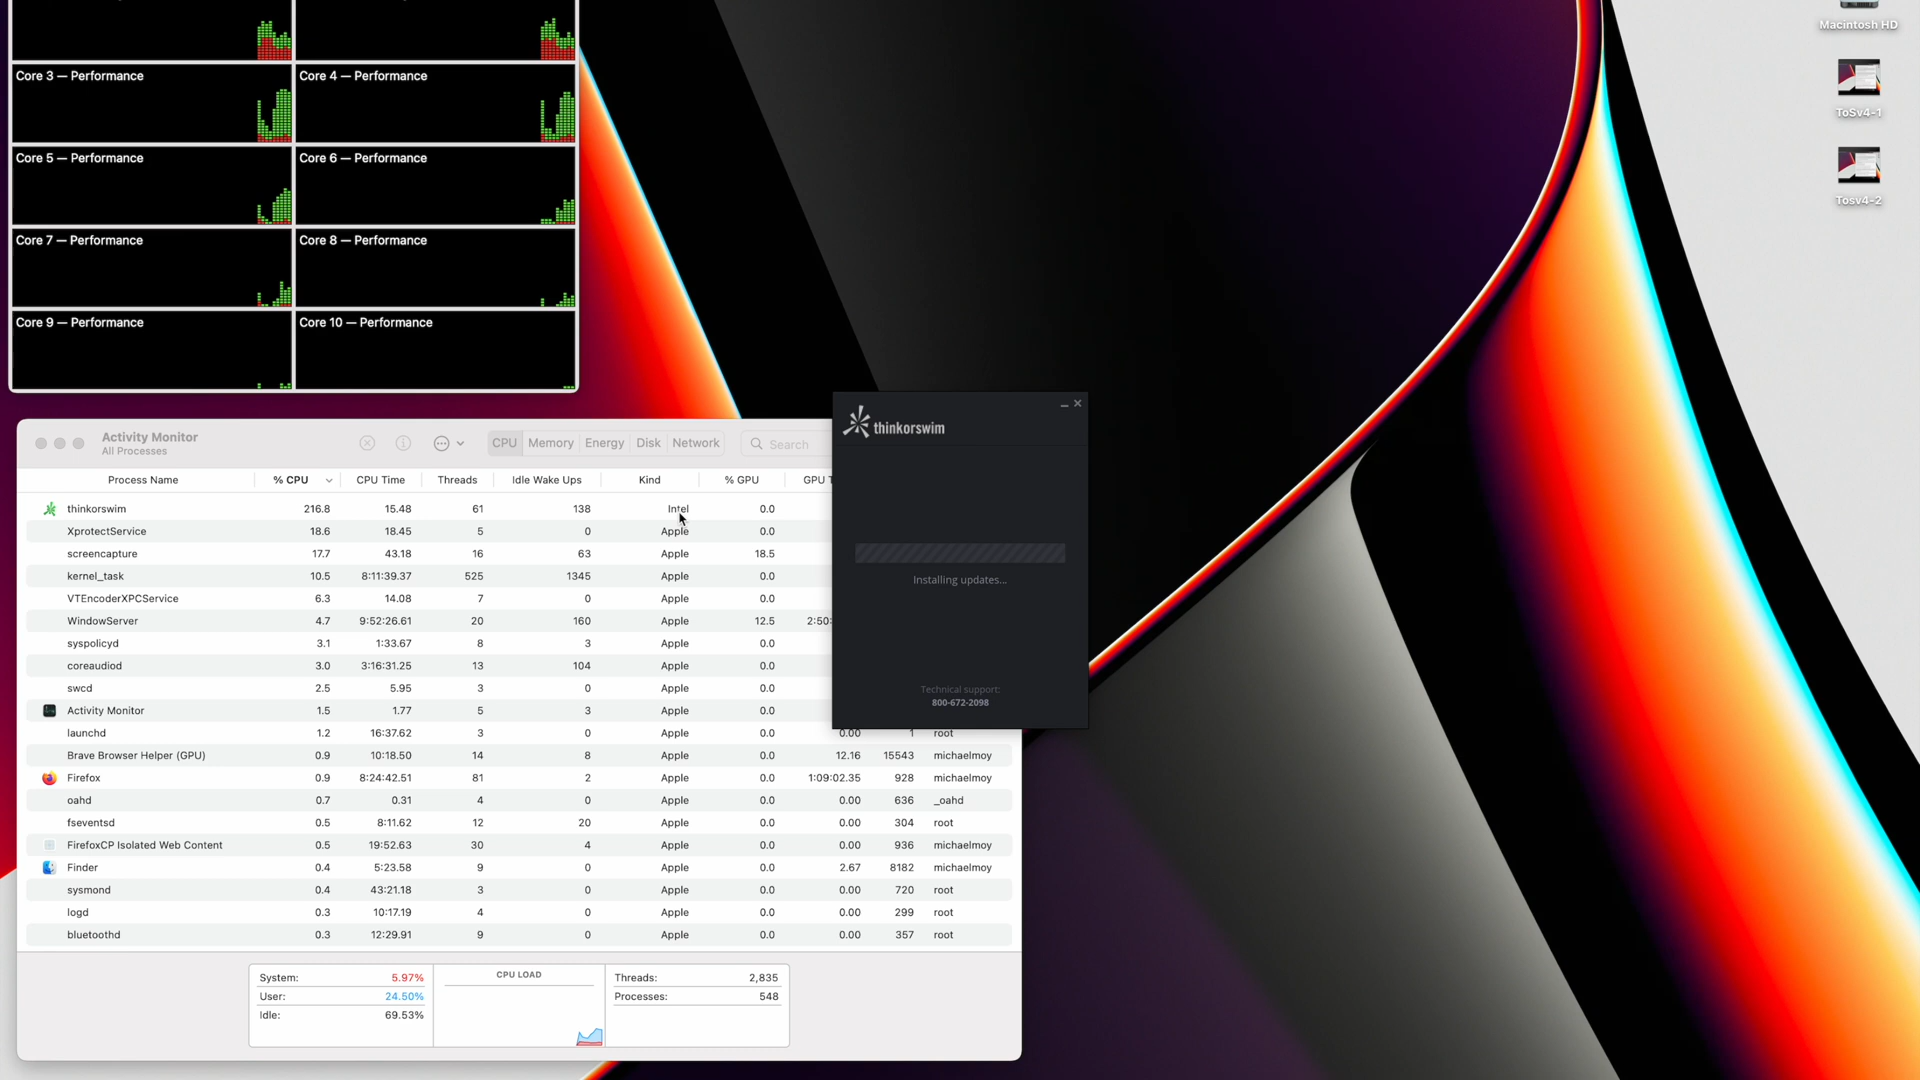 Macintosh HD
Core 3 — Performance
Core 4 — Performance
ToSv4-1
Core 5 — Performance
Core 6 — Performance
Tosv4-2
Core 7 — Performance
Core 8 — Performance
Core 9 — Performance
Core 10 — Performance
Activity Monitor
All Processes
CPU Memory Energy Disk Network
Search
Process Name % CPU CPU Time Threads Idle Wake Ups Kind % GPU GPU T
thinkorswim 216.8 15.48 61 138 Intel 0.0
XprotectService 18.6 18.45 5 0 Apple 0.0
screencapture 17.7 43.18 16 63 Apple 18.5
kernel_task 10.5 8:11:39.37 525 1345 Apple 0.0
VTEncoderXPCService 6.3 14.08 7 0 Apple 0.0
WindowServer 4.7 9:52:26.61 20 160 Apple 12.5 2:50:
syspolicyd 3.1 1:33.67 8 3 Apple 0.0
coreaudiod 3.0 3:16:31.25 13 104 Apple 0.0
swcd 2.5 5.95 3 0 Apple 0.0
Activity Monitor 1.5 1.77 5 3 Apple 0.0
launchd 1.2 16:37.62 3 0 Apple 0.0 0.00 1 root
Brave Browser Helper (GPU) 0.9 10:18.50 14 8 Apple 0.0 12.16 15543 michaelmoy
Firefox 0.9 8:24:42.51 81 2 Apple 0.0 1:09:02.35 928 michaelmoy
oahd 0.7 0.31 4 0 Apple 0.0 0.00 636 _oahd
fseventsd 0.5 8:11.62 12 20 Apple 0.0 0.00 304 root
FirefoxCP Isolated Web Content 0.5 19:52.63 30 4 Apple 0.0 0.00 936 michaelmoy
Finder 0.4 5:23.58 9 0 Apple 0.0 2.67 8182 michaelmoy
sysmond 0.4 43:21.18 3 0 Apple 0.0 0.00 720 root
logd 0.3 10:17.19 4 0 Apple 0.0 0.00 299 root
bluetoothd 0.3 12:29.91 9 0 Apple 0.0 0.00 357 root
System: 5.97%
User: 24.50%
Idle: 69.53%
CPU LOAD
Threads: 2,835
Processes: 548
thinkorswim
Installing updates...
Technical support:
800-672-2098